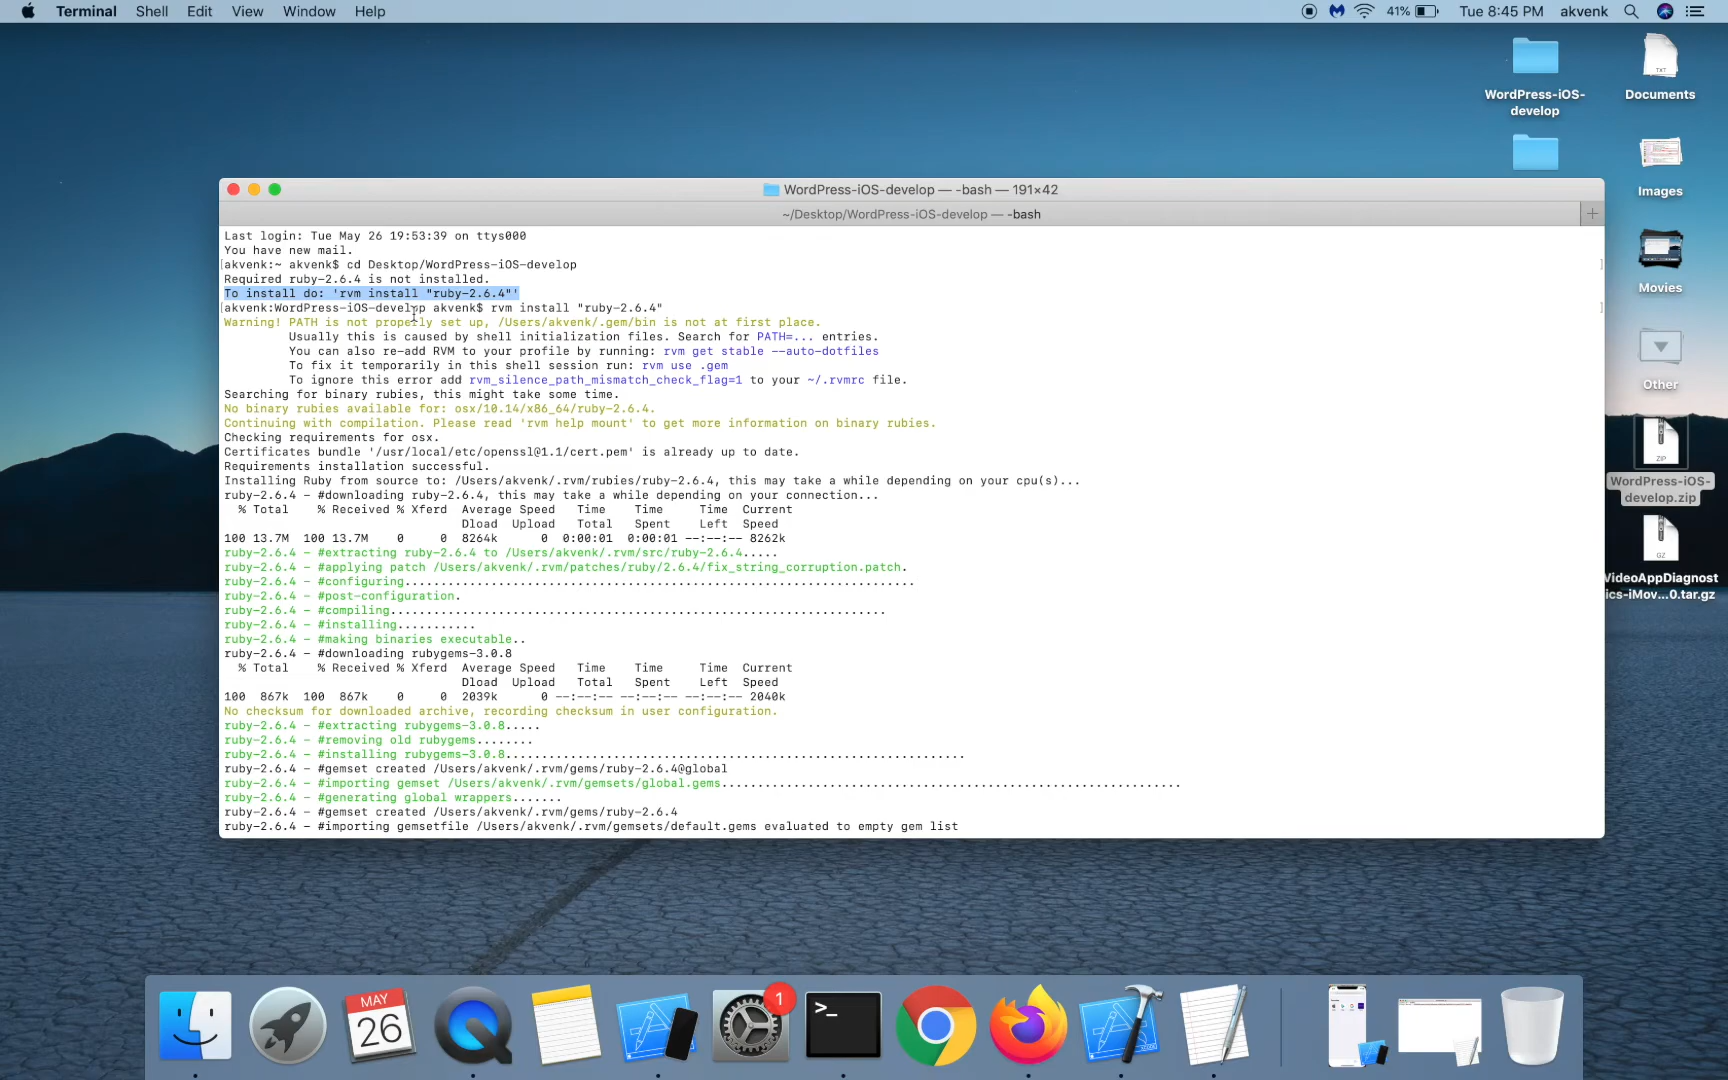 Terminal Shell Edit View Window Help 41% Tue 8:45 PM akvenk
WordPress-iOS-
develop
TXT
Documents
Images
Movies
Other
ZIP
WordPress-iOS-
develop.zip
GZ
VideoAppDiagnost
ics-iMov...0.tar.gz
WordPress-iOS-develop — -bash — 191×42
~/Desktop/WordPress-iOS-develop — -bash
Last login: Tue May 26 19:53:39 on ttys000
You have new mail.
[akvenk:~ akvenk$ cd Desktop/WordPress-iOS-develop ]
Required ruby-2.6.4 is not installed.
To install do: 'rvm install "ruby-2.6.4"'
[akvenk:WordPress-iOS-develop akvenk$ rvm install "ruby-2.6.4" ]
Warning! PATH is not properly set up, /Users/akvenk/.gem/bin is not at first place.
Usually this is caused by shell initialization files. Search for PATH=... entries.
You can also re-add RVM to your profile by running: rvm get stable --auto-dotfiles
To fix it temporarily in this shell session run: rvm use .gem
To ignore this error add rvm_silence_path_mismatch_check_flag=1 to your ~/.rvmrc file.
Searching for binary rubies, this might take some time.
No binary rubies available for: osx/10.14/x86_64/ruby-2.6.4.
Continuing with compilation. Please read 'rvm help mount' to get more information on binary rubies.
Checking requirements for osx.
Certificates bundle '/usr/local/etc/openssl@1.1/cert.pem' is already up to date.
Requirements installation successful.
Installing Ruby from source to: /Users/akvenk/.rvm/rubies/ruby-2.6.4, this may take a while depending on your cpu(s)...
ruby-2.6.4 - #downloading ruby-2.6.4, this may take a while depending on your connection...
% Total % Received % Xferd Average Speed Time Time Time Current
Dload Upload Total Spent Left Speed
100 13.7M 100 13.7M 0 0 8264k 0 0:00:01 0:00:01 --:--:-- 8262k
ruby-2.6.4 - #extracting ruby-2.6.4 to /Users/akvenk/.rvm/src/ruby-2.6.4.....
ruby-2.6.4 - #applying patch /Users/akvenk/.rvm/patches/ruby/2.6.4/fix_string_corruption.patch.
ruby-2.6.4 - #configuring.......................................................................
ruby-2.6.4 - #post-configuration.
ruby-2.6.4 - #compiling.....................................................................
ruby-2.6.4 - #installing...........
ruby-2.6.4 - #making binaries executable..
ruby-2.6.4 - #downloading rubygems-3.0.8
% Total % Received % Xferd Average Speed Time Time Time Current
Dload Upload Total Spent Left Speed
100 867k 100 867k 0 0 2039k 0 --:--:-- --:--:-- --:--:-- 2040k
No checksum for downloaded archive, recording checksum in user configuration.
ruby-2.6.4 - #extracting rubygems-3.0.8.....
ruby-2.6.4 - #removing old rubygems........
ruby-2.6.4 - #installing rubygems-3.0.8................................................................
ruby-2.6.4 - #gemset created /Users/akvenk/.rvm/gems/ruby-2.6.4@global
ruby-2.6.4 - #importing gemset /Users/akvenk/.rvm/gemsets/global.gems................................................................
ruby-2.6.4 - #generating global wrappers.......
ruby-2.6.4 - #gemset created /Users/akvenk/.rvm/gems/ruby-2.6.4
ruby-2.6.4 - #importing gemsetfile /Users/akvenk/.rvm/gemsets/default.gems evaluated to empty gem list
MAY
26
1
>_